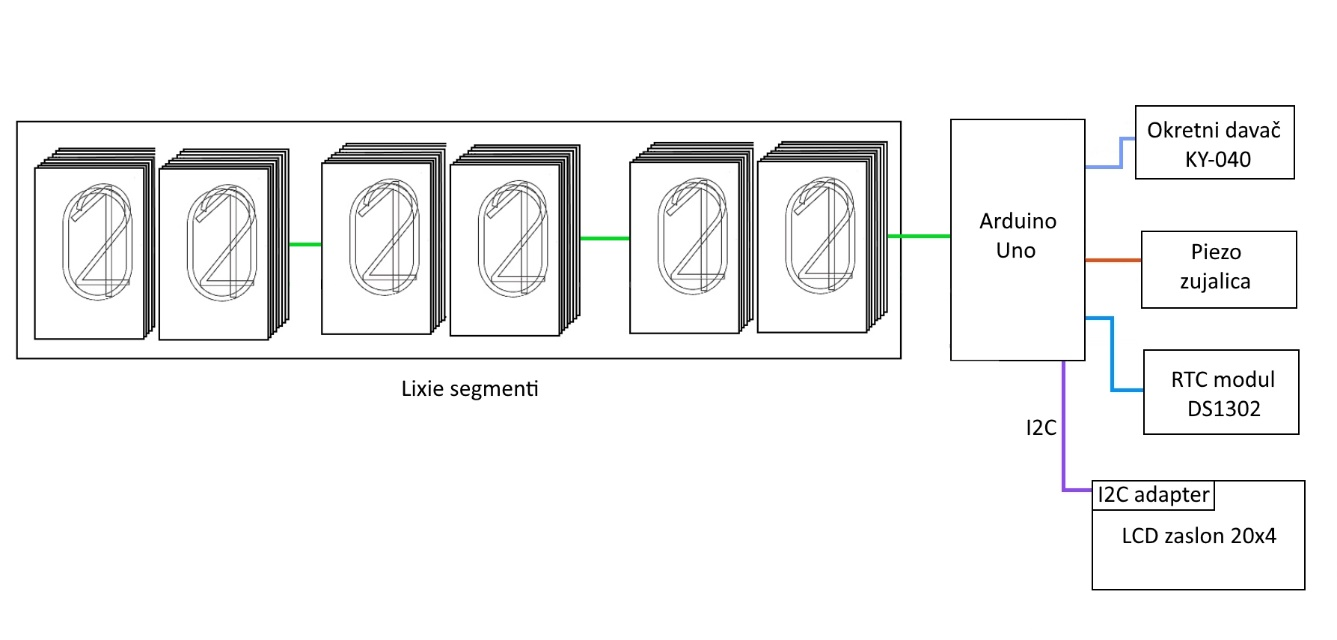 Okretni davač
KY-040
Arduino
Uno
Piezo
zujalica
RTC modul
DS1302
Lixie segmenti
I2C
I2C adapter
LCD zaslon 20x4